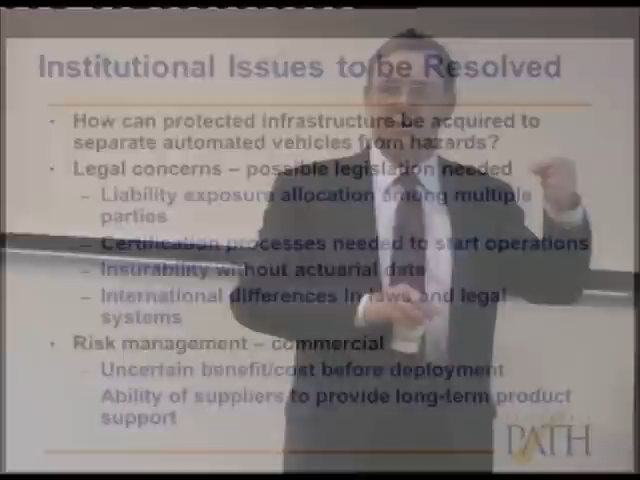 Institutional Issues to be Resolved
• How can protected infrastructure be acquired to
separate automated vehicles from hazards?
• Legal concerns – possible legislation needed
– Liability exposure allocation among multiple
parties
– Certification processes needed to start operations
– Insurability without actuarial data
– International differences in laws and legal
systems
• Risk management – commercial
– Uncertain benefit/cost before deployment
Ability of suppliers to provide long-term product
support
PATH